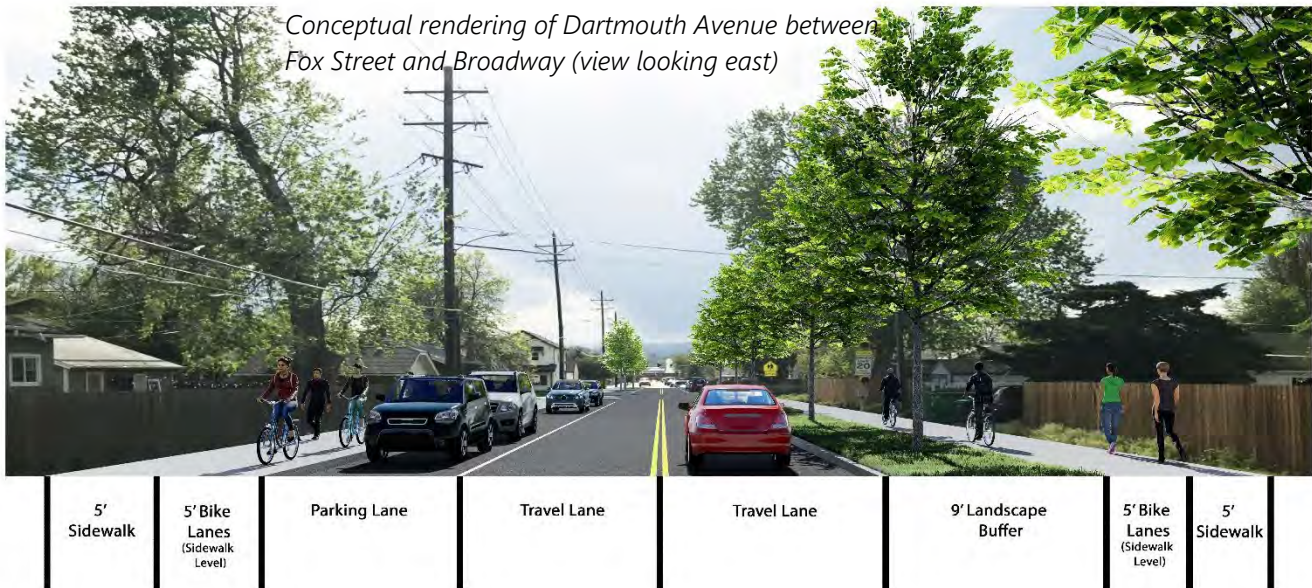 Conceptual rendering of Dartmouth Avenue between
Fox Street and Broadway (view looking east)
20
5'
Sidewalk
5' Bike
Lanes
(Sidewalk
Level)
Parking Lane
Travel Lane
Travel Lane
9' Landscape
Buffer
5' Bike
Lanes
(Sidewalk
Level)
5'
Sidewalk